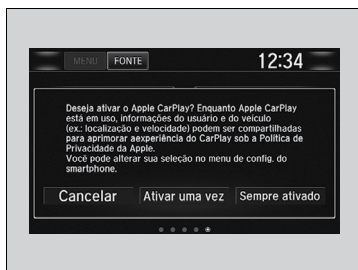 MENU FONTE 12:34
Deseja ativar o Apple CarPlay? Enquanto Apple CarPlay
está em uso, informações do usuário e do veículo
(ex.: localização e velocidade) podem ser compartilhadas
para aprimorar aexperiência do CarPlay sob a Política de
Privacidade da Apple.
Você pode alterar sua seleção no menu de config. do
smartphone.
Cancelar Ativar uma vez Sempre ativado